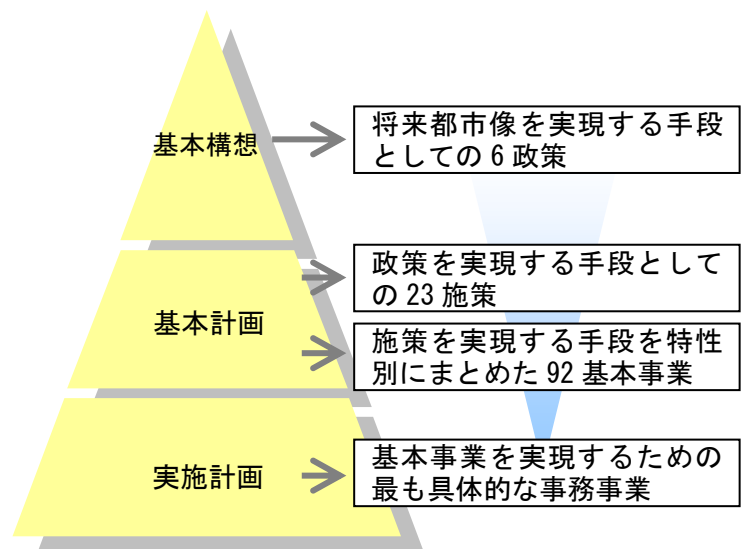 基本構想
将来都市像を実現する手段
としての 6 政策
基本計画
政策を実現する手段として
の 23 施策
施策を実現する手段を特性
別にまとめた 92 基本事業
実施計画
基本事業を実現するための
最も具体的な事務事業